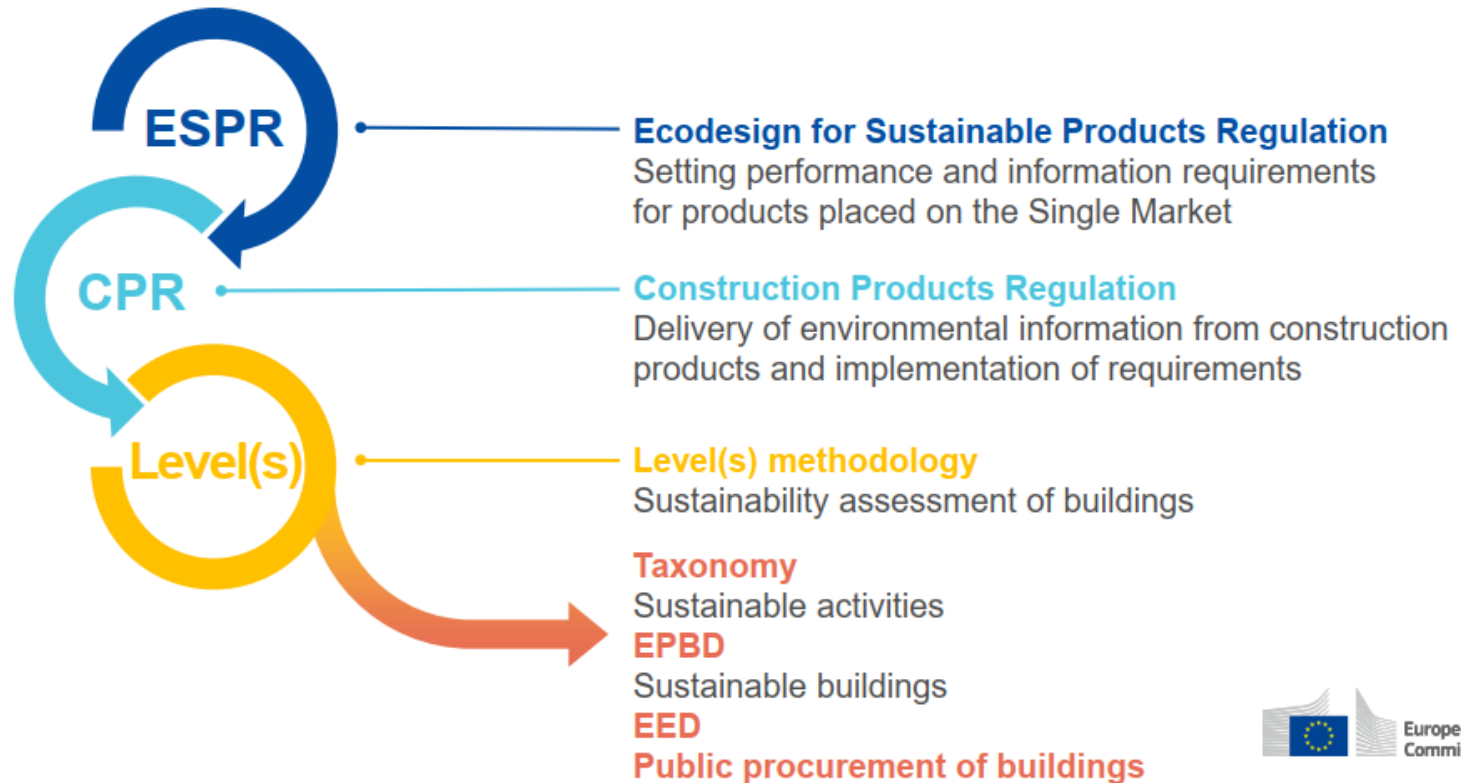 ESPR
Ecodesign for Sustainable Products Regulation
Setting performance and information requirements
for products placed on the Single Market
CPR
Construction Products Regulation
Delivery of environmental information from construction
products and implementation of requirements
Level(s)
Level(s) methodology
Sustainability assessment of buildings
Taxonomy
Sustainable activities
EPBD
Sustainable buildings
EED
Public procurement of buildings
Europe
Commi